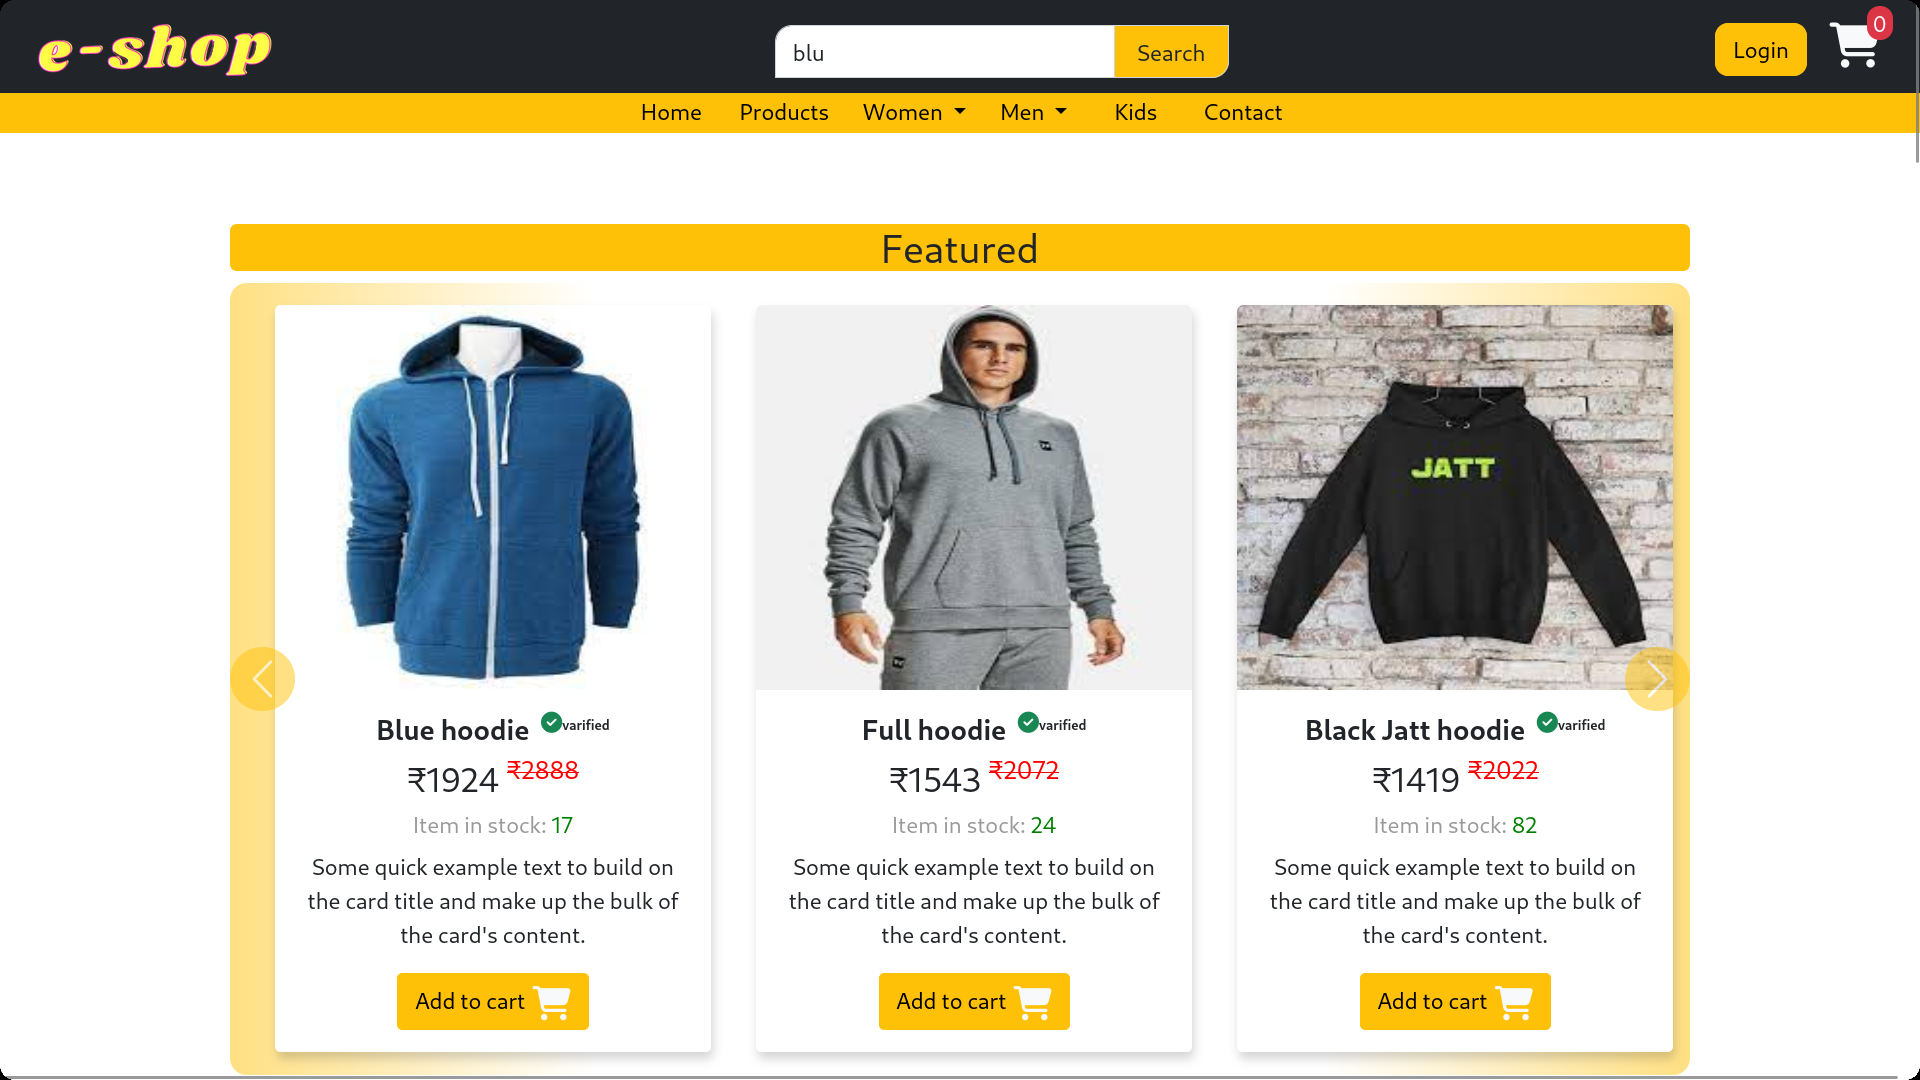 e-shop
blu
Search
Login
0
Home
Products
Women
Men
Kids
Contact
Featured
JATT
Blue hoodie varified
₹1924 ₹2888
Item in stock: 17
Some quick example text to build on
the card title and make up the bulk of
the card's content.
Add to cart
Full hoodie varified
₹1543 ₹2072
Item in stock: 24
Some quick example text to build on
the card title and make up the bulk of
the card's content.
Add to cart
Black Jatt hoodie varified
₹1419 ₹2022
Item in stock: 82
Some quick example text to build on
the card title and make up the bulk of
the card's content.
Add to cart